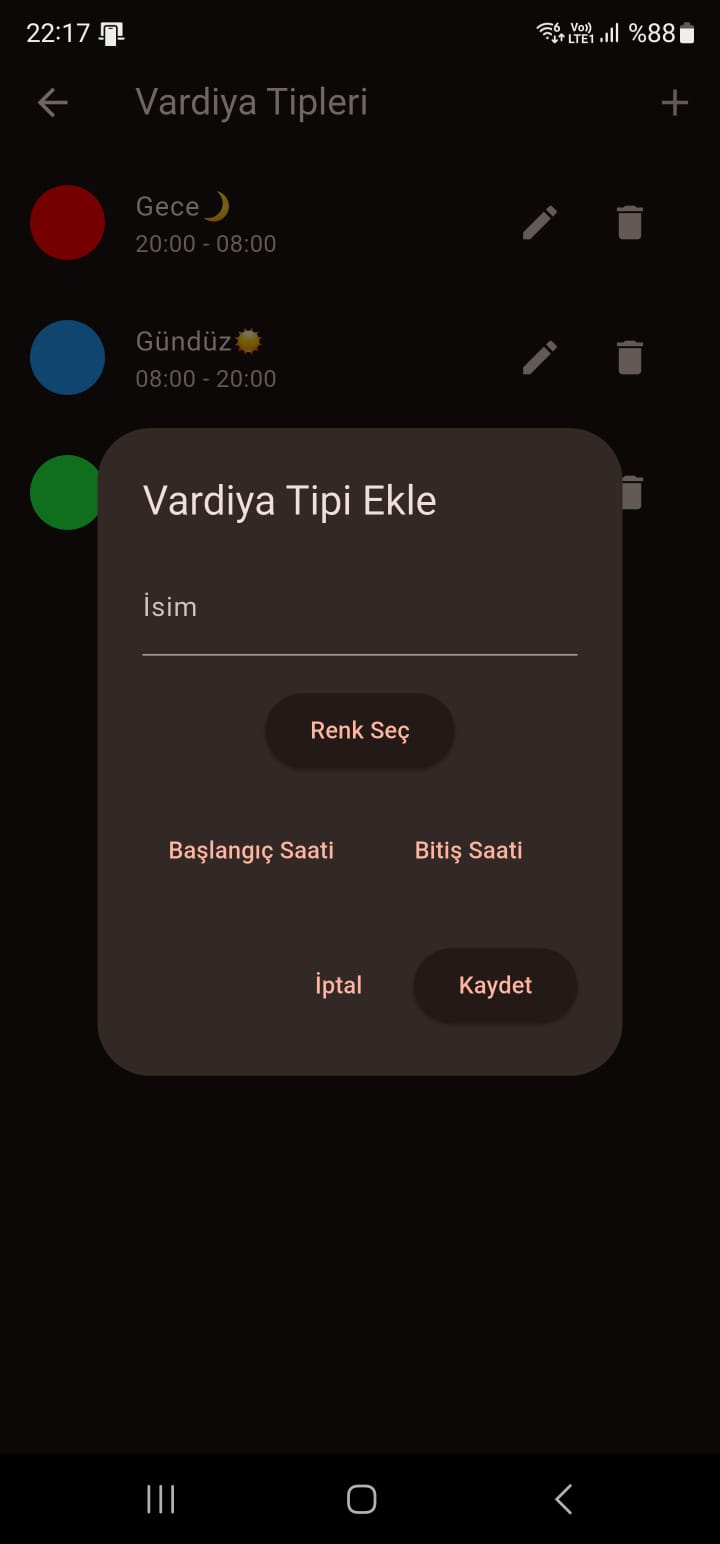 22:17 Vo)) LTE1 %88
Vardiya Tipleri
Gece🌙
20:00 - 08:00
Gündüz☀️
08:00 - 20:00
Vardiya Tipi Ekle
İsim
Renk Seç
Başlangıç Saati Bitiş Saati
İptal Kaydet